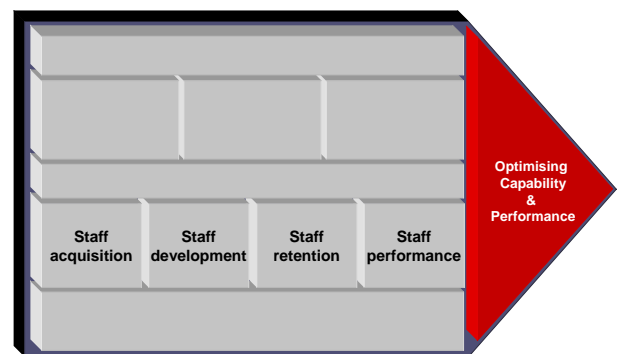 Optimising
Capability
&
Performance
Staff
acquisition
Staff
development
Staff
retention
Staff
performance